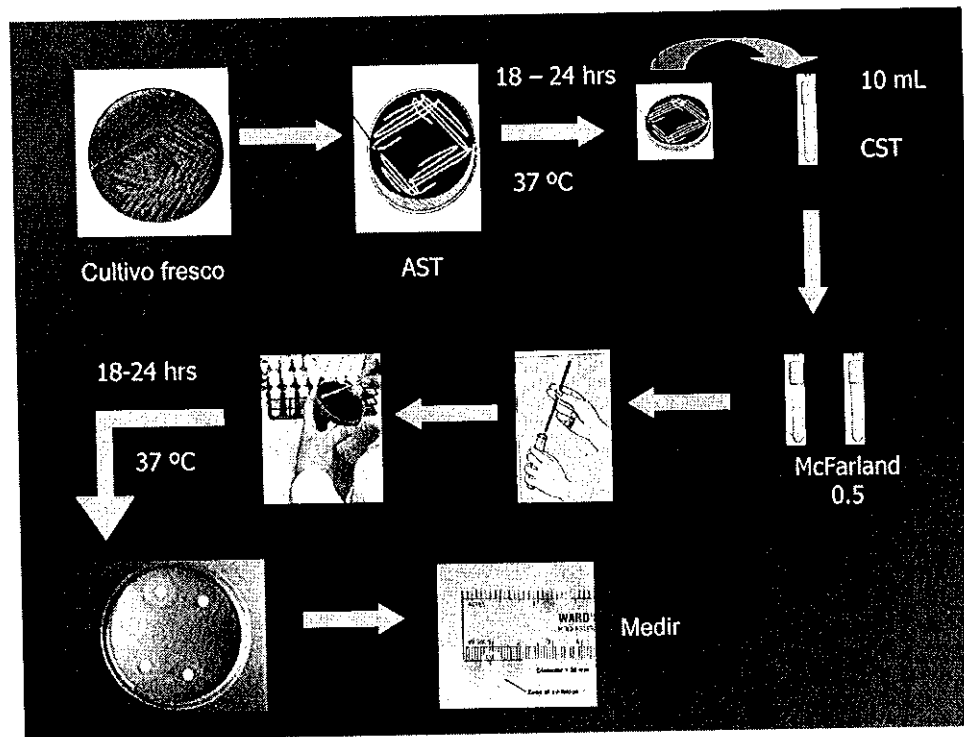 18 – 24 hrs
10 mL
37 ºC
CST
Cultivo fresco
AST
18-24 hrs
37 ºC
McFarland
0.5
WARD'
Medir